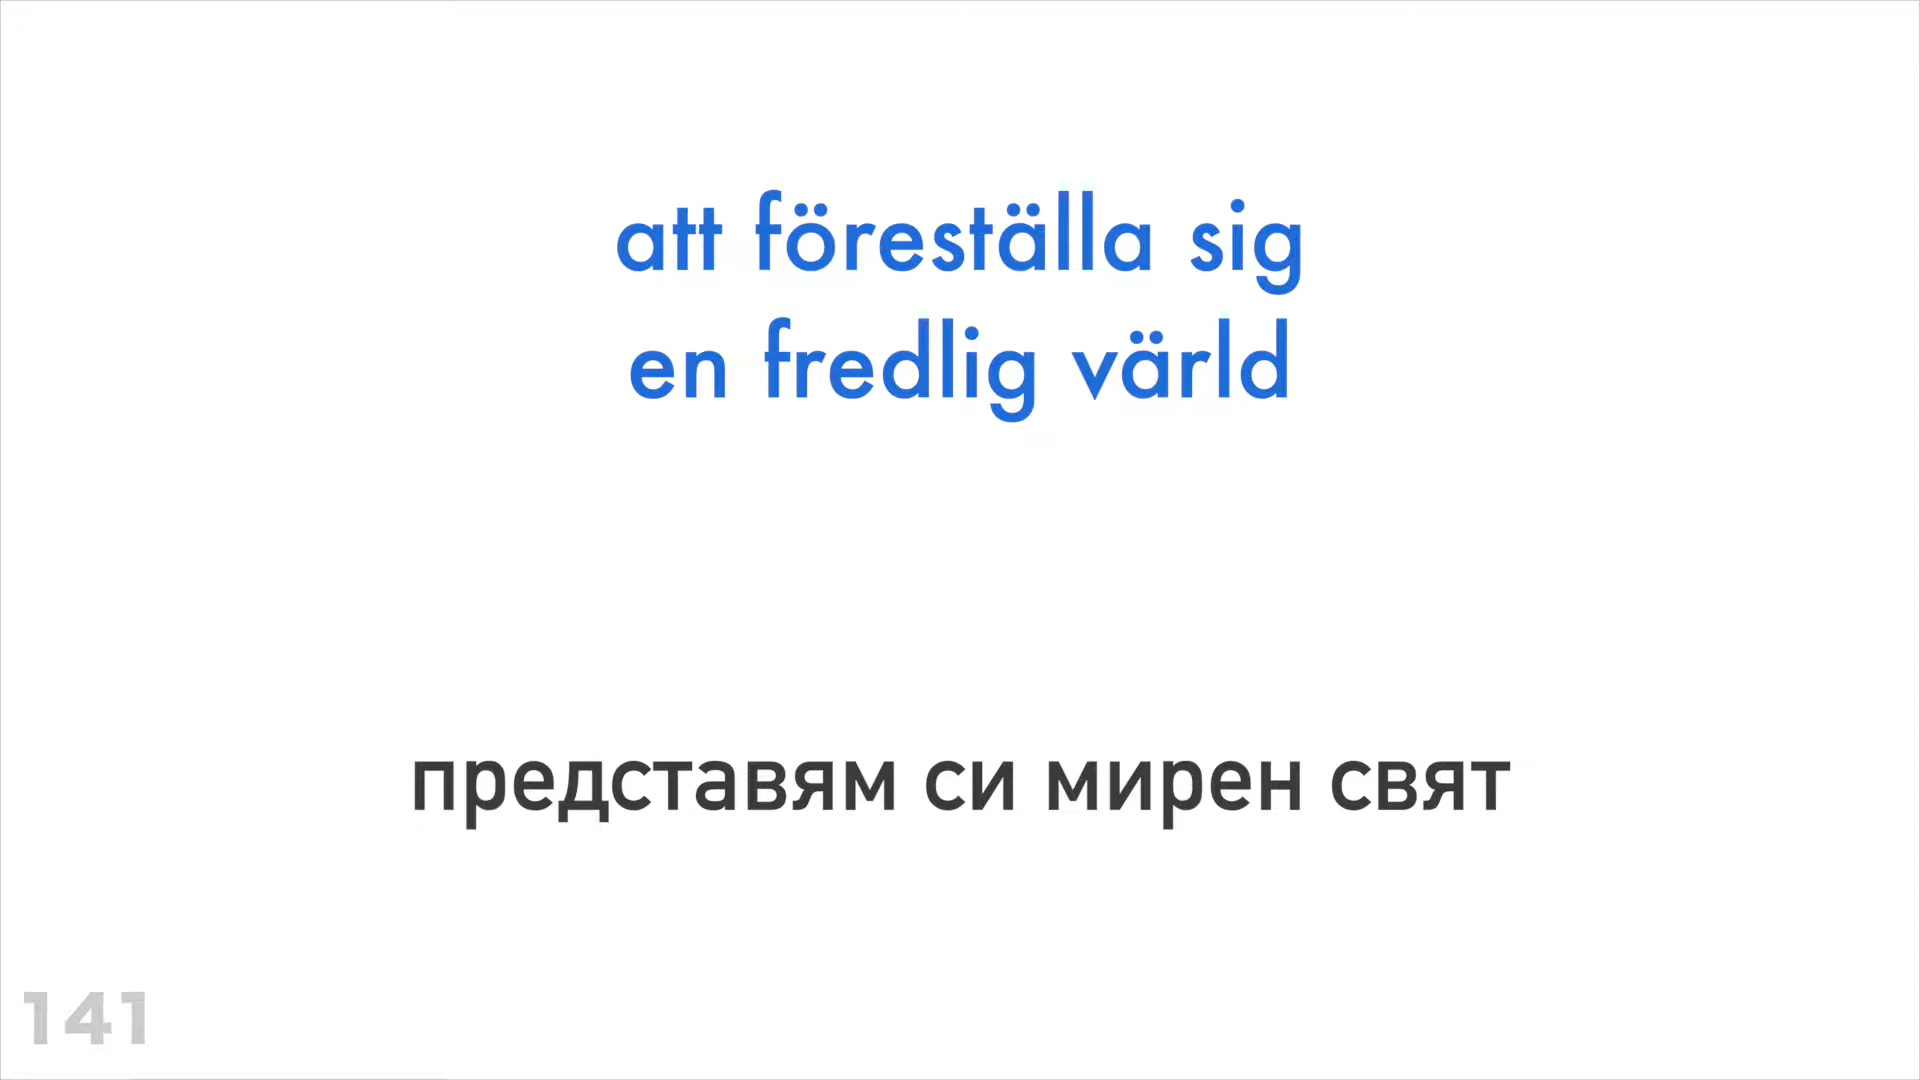 att föreställa sig
en fredlig värld
представям си мирен свят
141